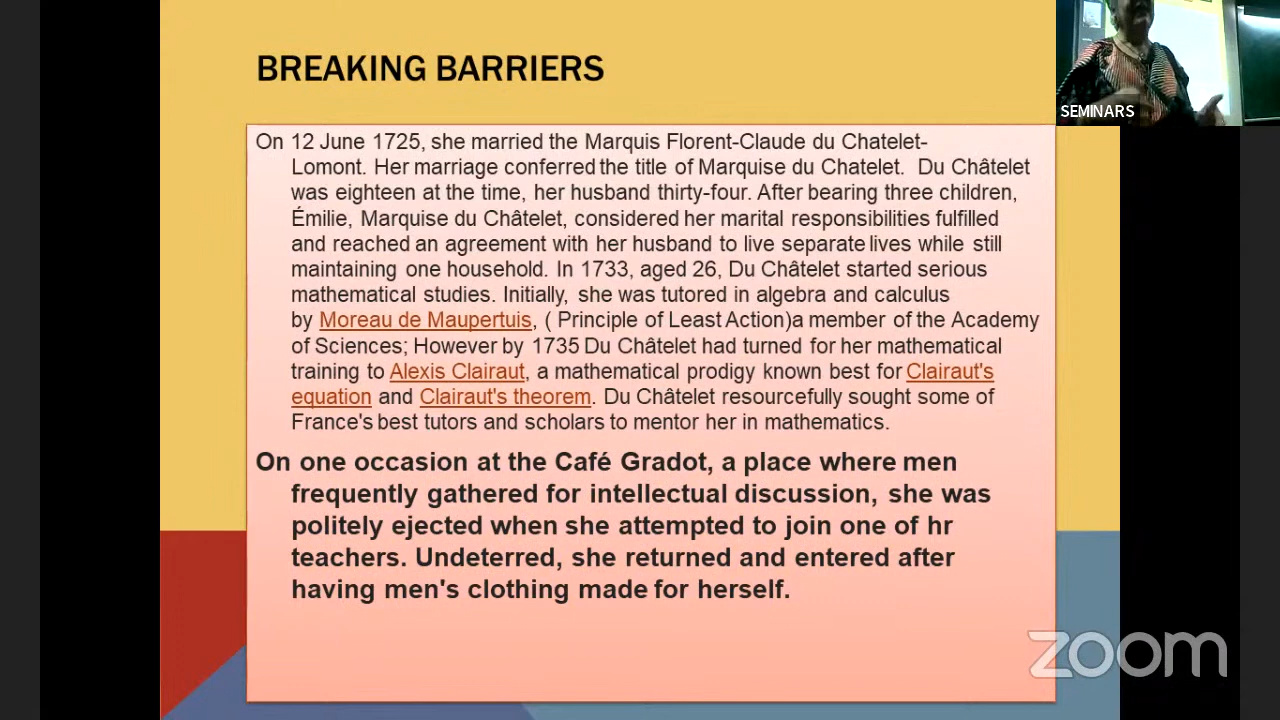 BREAKING BARRIERS
SEMINARS
On 12 June 1725, she married the Marquis Florent-Claude du Chatelet-
Lomont. Her marriage conferred the title of Marquise du Chatelet. Du Châtelet
was eighteen at the time, her husband thirty-four. After bearing three children,
Émilie, Marquise du Châtelet, considered her marital responsibilities fulfilled
and reached an agreement with her husband to live separate lives while still
maintaining one household. In 1733, aged 26, Du Châtelet started serious
mathematical studies. Initially, she was tutored in algebra and calculus
by Moreau de Maupertuis, ( Principle of Least Action)a member of the Academy
of Sciences; However by 1735 Du Châtelet had turned for her mathematical
training to Alexis Clairaut, a mathematical prodigy known best for Clairaut's
equation and Clairaut's theorem. Du Châtelet resourcefully sought some of
France's best tutors and scholars to mentor her in mathematics.
On one occasion at the Café Gradot, a place where men
frequently gathered for intellectual discussion, she was
politely ejected when she attempted to join one of hr
teachers. Undeterred, she returned and entered after
having men's clothing made for herself.
zoom